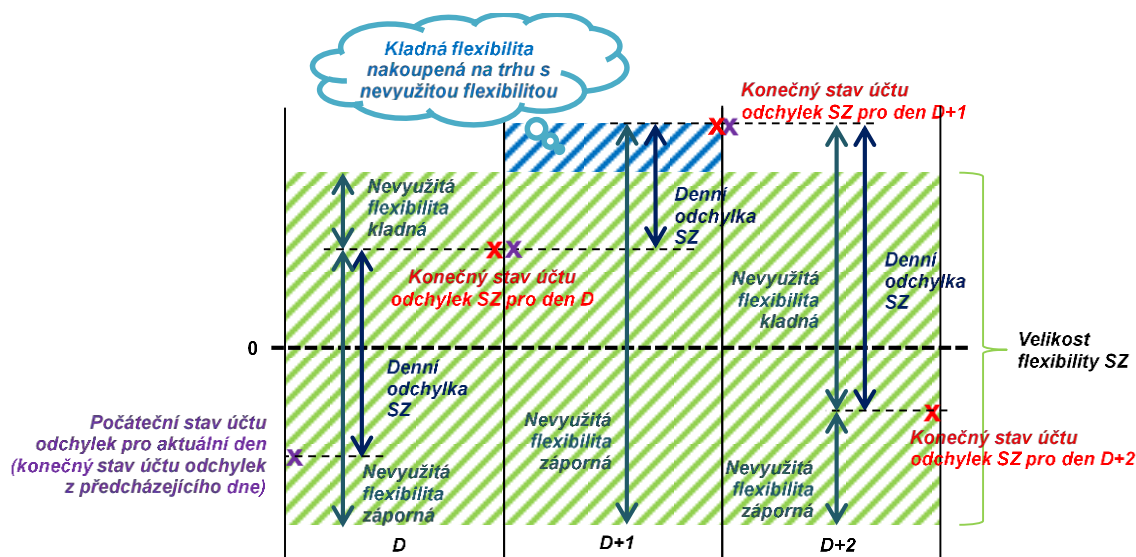 Kladná flexibilita
nakoupená na trhu s
nevyužitou flexibilitou
Konečný stav účtu
odchylek SZ pro den D+1
Nevyužitá
flexibilita
kladná
Denní
odchylka
SZ
x x
x x
Konečný stav účtu
odchylek SZ pro den D
Nevyužitá
flexibilita
kladná
Denní
odchylka
SZ
0
Velikost
flexibility SZ
Denní
odchylka
SZ
Počáteční stav účtu
odchylek pro aktuální den
(konečný stav účtu odchylek
z předcházejícího dne)
x
Nevyužitá
flexibilita
záporná
Nevyužitá
flexibilita
záporná
x
Konečný stav účtu
odchylek SZ pro den D+2
Nevyužitá
flexibilita
záporná
D
D+1
D+2